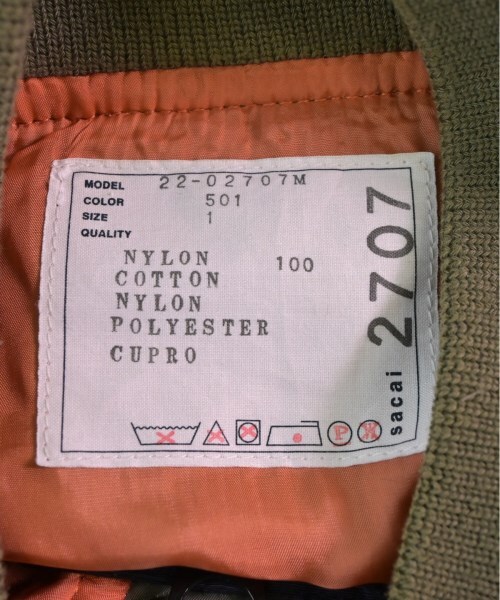 MODEL 22-02707M
COLOR 501
SIZE 1
QUALITY
NYLON 100
COTTON
NYLON
POLYESTER
CUPRO
P
sacai 2707